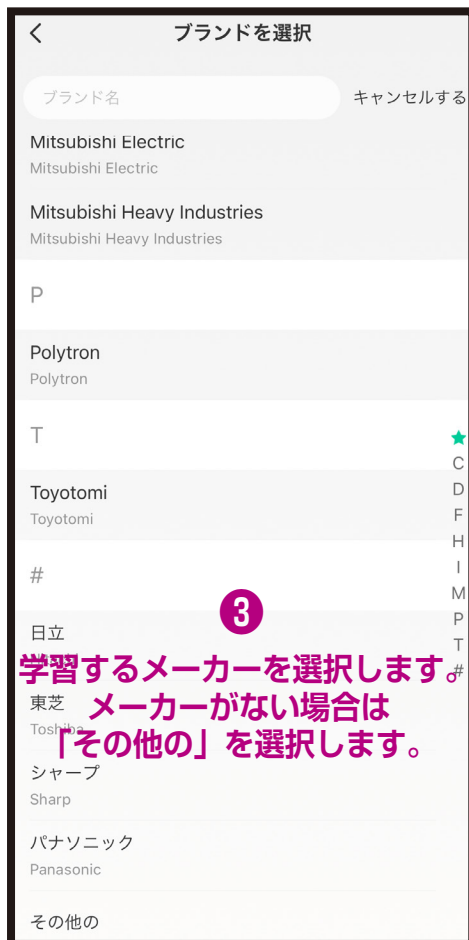 ブランドを選択
ブランド名
キャンセルする
Mitsubishi Electric
Mitsubishi Electric
Mitsubishi Heavy Industries
Mitsubishi Heavy Industries
P
Polytron
Polytron
T
Toyotomi
Toyotomi
#
★
C
D
F
H
I
M
P
T
#
❸
日立
学習するメーカーを選択します。
東芝
メーカーがない場合は
Toshiba
「その他の」を選択します。
シャープ
Sharp
パナソニック
Panasonic
その他の